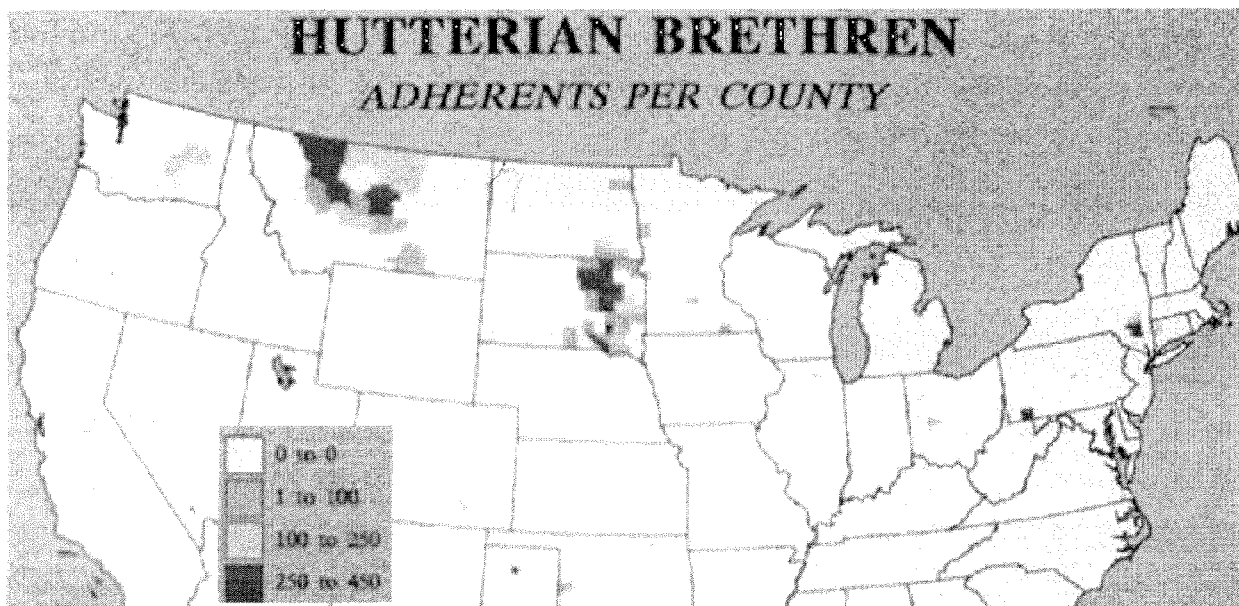 HUTTERIAN BRETHREN
ADHERENTS PER COUNTY
0 to 0
1 to 100
100 to 250
250 to 450